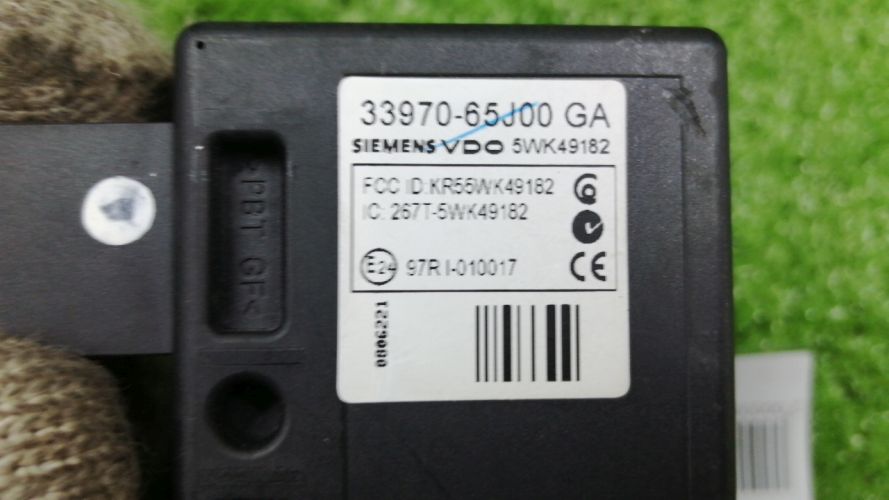 33970-65J00 GA
SIEMENS VDO 5WK49182
FCC ID:KR55WK49182
IC: 267T-5WK49182
E24 97R I-010017
CE
0806221
>PBT GF<